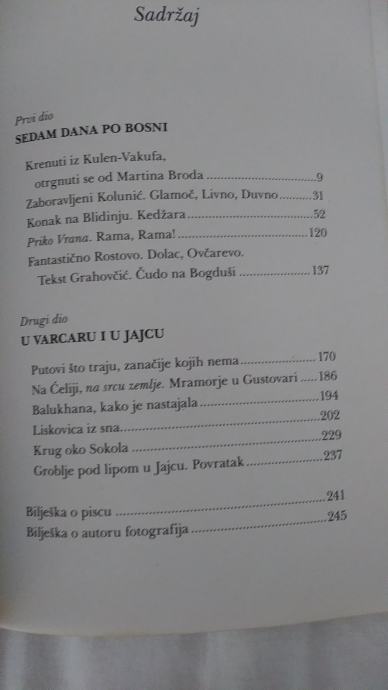 Sadržaj
Prvi dio
SEDAM DANA PO BOSNI
Krenuti iz Kulen-Vakufa,
otrgnuti se od Martina Broda ........................9
Zaboravljeni Kolunić. Glamoč, Livno, Duvno..........31
Konak na Blidinju. Kedžara..............................52
Priko Vrana. Rama, Rama!..............................120
Fantastično Rostovo. Dolac, Ovčarevo.
Tekst Grahovčić. Čudo na Bogduši ..................137
Drugi dio
U VARCARU I U JAJCU
Putovi što traju, zanačije kojih nema..................170
Na Ćeliji, na srcu zemlje. Mramorje u Gustovari .....186
Balukhana, kako je nastajala..............................194
Liskovica iz sna..............................................202
Krug oko Sokola ............................................229
Groblje pod lipom u Jajcu. Povratak..................237
Bilješka o piscu ..............................................241
Bilješka o autoru fotografija..............................245